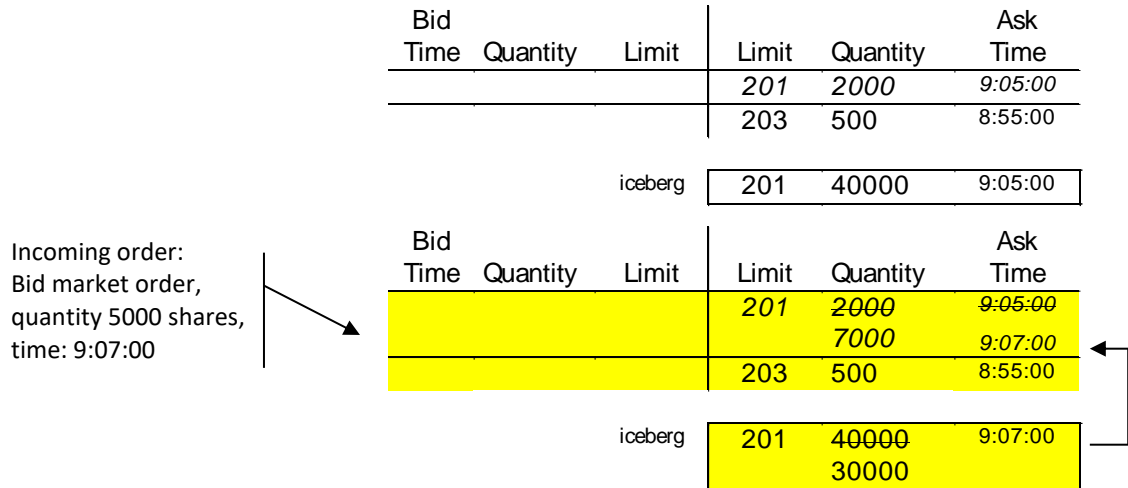 Bid Ask
Time Quantity Limit Limit Quantity Time
201 2000 9:05:00
203 500 8:55:00
iceberg 201 40000 9:05:00
Incoming order:
Bid market order,
quantity 5000 shares,
time: 9:07:00
Bid Ask
Time Quantity Limit Limit Quantity Time
201 2000 9:05:00
7000 9:07:00
203 500 8:55:00
iceberg 201 40000 9:07:00
30000